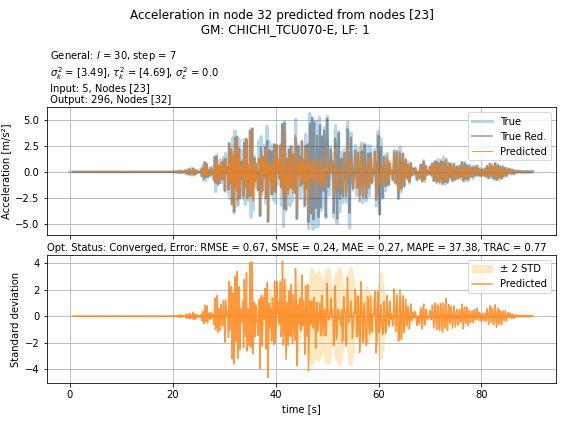 Acceleration in node 32 predicted from nodes [23]
GM: CHICHI_TCU070-E, LF: 1
General: l = 30, step = 7
σ²ₖ = [3.49], τ²ₖ = [4.69], σ²ε = 0.0
Input: 5, Nodes [23]
Output: 296, Nodes [32]
Acceleration [m/s²]
5.0
2.5
0.0
−2.5
−5.0
True
True Red.
Predicted
Opt. Status: Converged, Error: RMSE = 0.67, SMSE = 0.24, MAE = 0.27, MAPE = 37.38, TRAC = 0.77
Standard deviation
4
2
0
−2
−4
± 2 STD
Predicted
0 20 40 60 80
time [s]